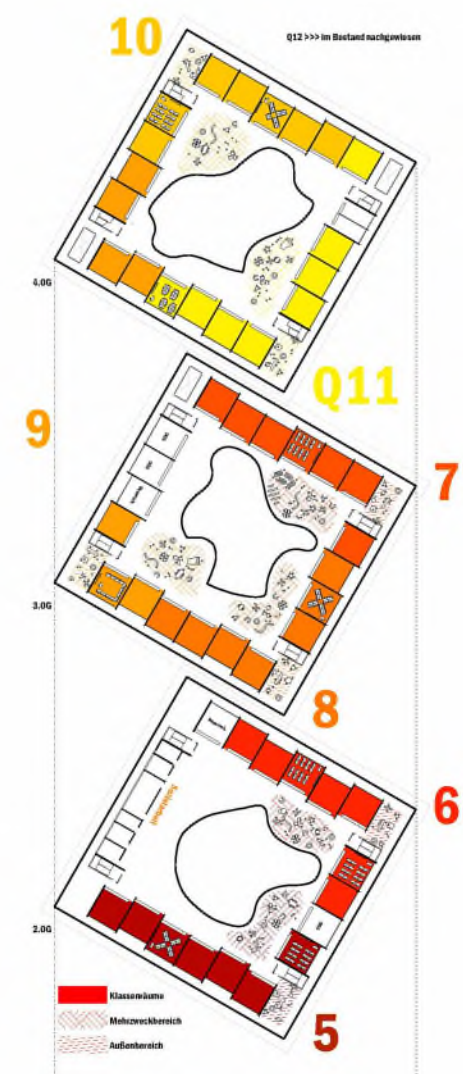 10
Q12 >>> im Bestand nachgewiesen
4.OG
Q11
9
7
3.OG
8
6
Sozialarbeit
2.OG
Klassenräume
Mehrzweckbereich
Außenbereich
5